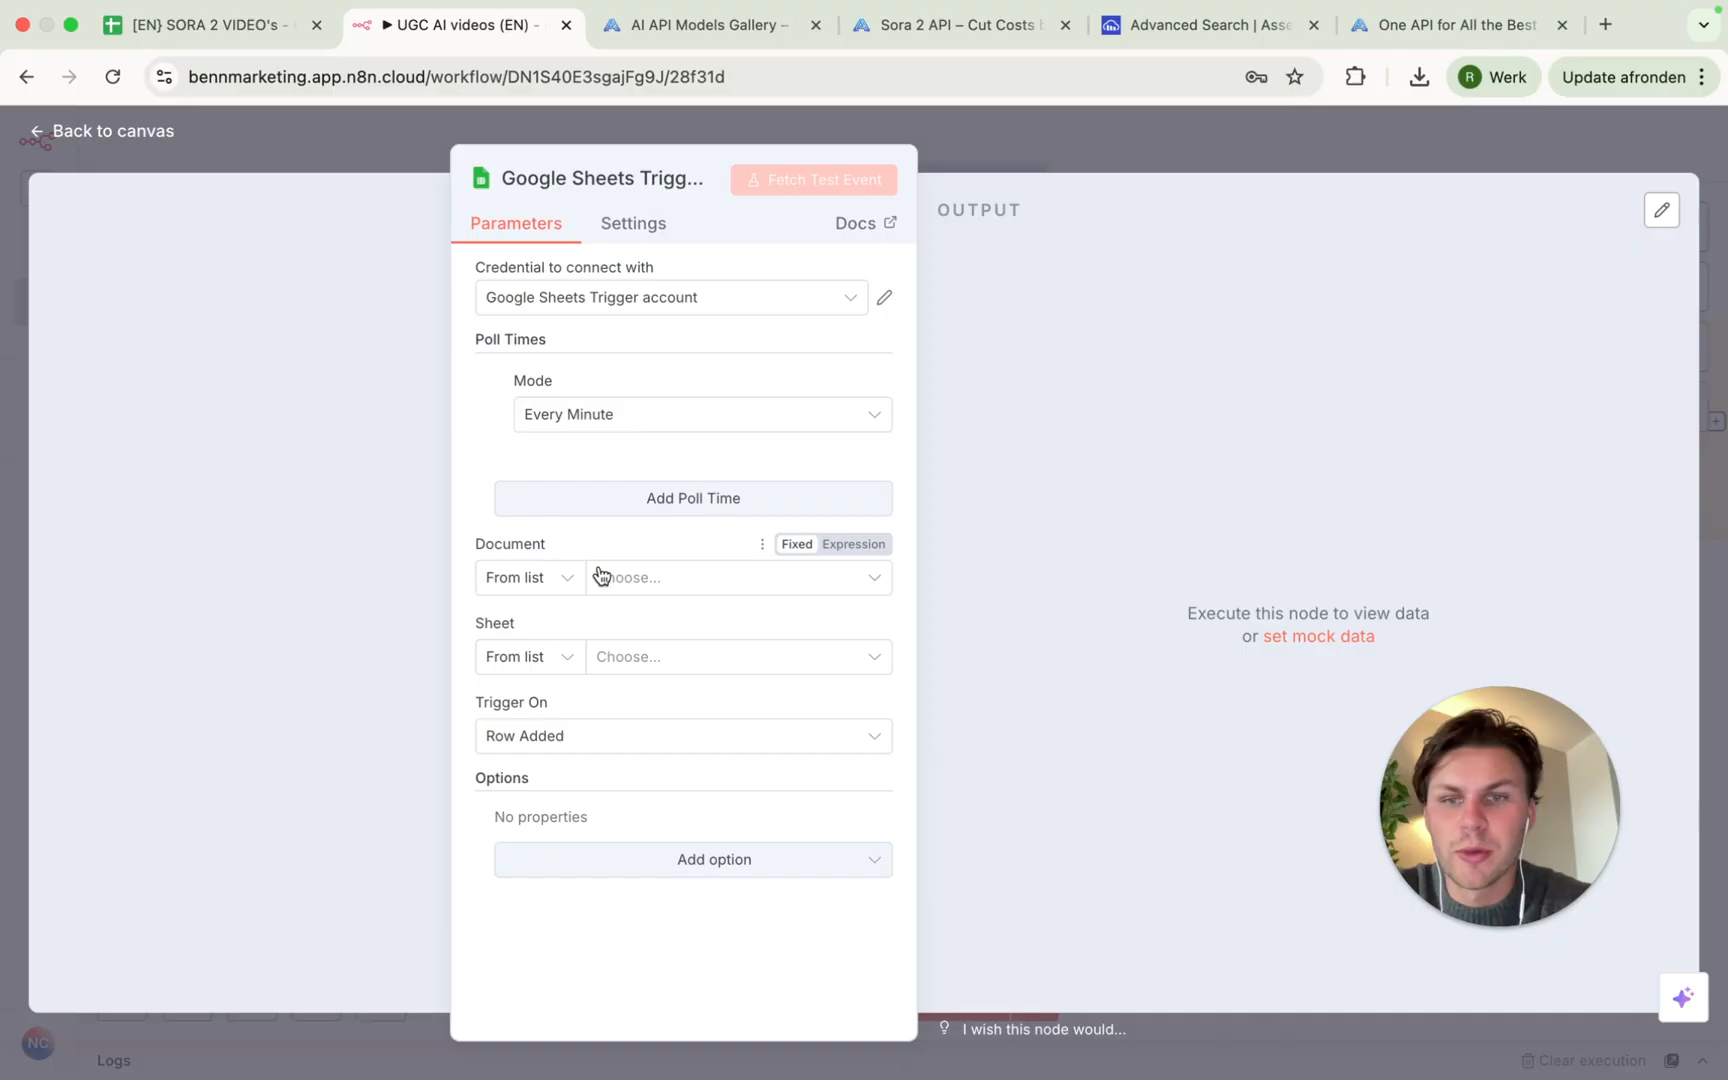 [EN} SORA 2 VIDEO's -
UGC AI videos (EN) -
AI API Models Gallery –
Sora 2 API – Cut Costs b
Advanced Search | Asse
One API for All the Best
bennmarketing.app.n8n.cloud/workflow/DN1S40E3sgajFg9J/28f31d
R
Werk
Update afronden
Back to canvas
Google Sheets Trigg...
Fetch Test Event
Parameters
Settings
Docs
OUTPUT
Credential to connect with
Google Sheets Trigger account
Poll Times
Mode
Every Minute
Add Poll Time
Document
Fixed
Expression
From list
Choose...
Sheet
From list
Choose...
Execute this node to view data
or set mock data
Trigger On
Row Added
Options
No properties
Add option
I wish this node would...
NC
Logs
Clear execution